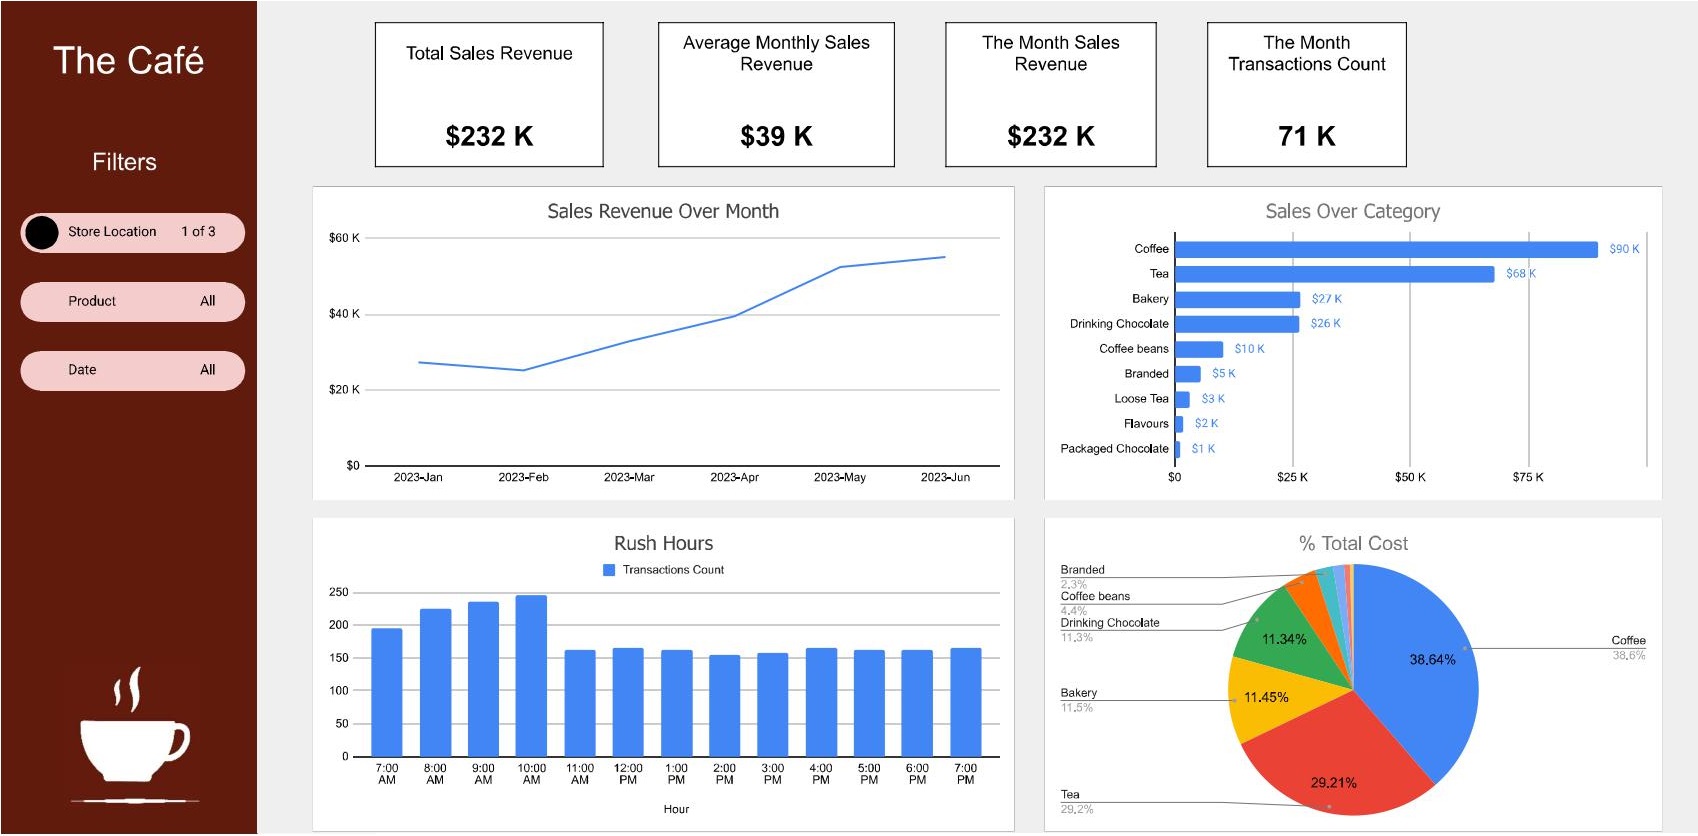 The Café
Filters
Store Location 1 of 3
Product All
Date All
Total Sales Revenue
$232 K
Average Monthly Sales
Revenue
$39 K
The Month Sales
Revenue
$232 K
The Month
Transactions Count
71 K
Sales Revenue Over Month
$60 K
$40 K
$20 K
$0
2023-Jan 2023-Feb 2023-Mar 2023-Apr 2023-May 2023-Jun
Sales Over Category
Coffee $90 K
Tea $68 K
Bakery $27 K
Drinking Chocolate $26 K
Coffee beans $10 K
Branded $5 K
Loose Tea $3 K
Flavours $2 K
Packaged Chocolate $1 K
$0 $25 K $50 K $75 K
Rush Hours
Transactions Count
250
200
150
100
50
0
7:00 8:00 9:00 10:00 11:00 12:00 1:00 2:00 3:00 4:00 5:00 6:00 7:00
AM AM AM AM AM PM PM PM PM PM PM PM PM
Hour
% Total Cost
Branded
2.3%
Coffee beans
4.4%
Drinking Chocolate
11.3%
11.34%
Coffee
38.6%
38.64%
Bakery
11.5%
11.45%
29.21%
Tea
29.2%